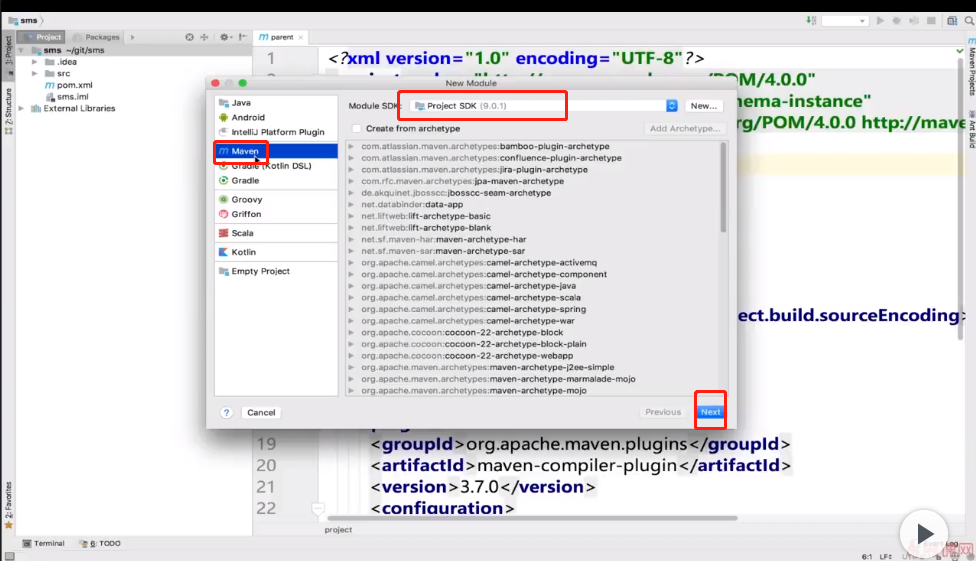 sms
Project
Packages
parent
1: Project
2: Structure
2: Favorites
Maven Projects
Ant Build
sms ~/git/sms
.idea
src
pom.xml
sms.iml
External Libraries
1
<?xml version="1.0" encoding="UTF-8"?>
/POM/4.0.0"
hema-instance"
rg/POM/4.0.0 http://mave
ect.build.sourceEncoding>
New Module
Java
Android
IntelliJ Platform Plugin
Maven
Gradle (Kotlin DSL)
Gradle
Groovy
Griffon
Scala
Kotlin
Empty Project
Module SDK:
Project SDK (9.0.1)
New...
Create from archetype
Add Archetype...
com.atlassian.maven.archetypes:bamboo-plugin-archetype
com.atlassian.maven.archetypes:confluence-plugin-archetype
com.atlassian.maven.archetypes:jira-plugin-archetype
com.rfc.maven.archetypes:jpa-maven-archetype
de.akquinet.jbosscc:jbosscc-seam-archetype
net.databinder:data-app
net.liftweb:lift-archetype-basic
net.liftweb:lift-archetype-blank
net.sf.maven-har:maven-archetype-har
net.sf.maven-sar:maven-archetype-sar
org.apache.camel.archetypes:camel-archetype-activemq
org.apache.camel.archetypes:camel-archetype-component
org.apache.camel.archetypes:camel-archetype-java
org.apache.camel.archetypes:camel-archetype-scala
org.apache.camel.archetypes:camel-archetype-spring
org.apache.camel.archetypes:camel-archetype-war
org.apache.cocoon:cocoon-22-archetype-block
org.apache.cocoon:cocoon-22-archetype-block-plain
org.apache.cocoon:cocoon-22-archetype-webapp
org.apache.maven.archetypes:maven-archetype-j2ee-simple
org.apache.maven.archetypes:maven-archetype-marmalade-mojo
org.apache.maven.archetypes:maven-archetype-mojo
?
Cancel
Previous
Next
19 <groupId>org.apache.maven.plugins</groupId>
20 <artifactId>maven-compiler-plugin</artifactId>
21 <version>3.7.0</version>
22 <configuration>
project
Terminal
6: TODO
6:1 LF÷